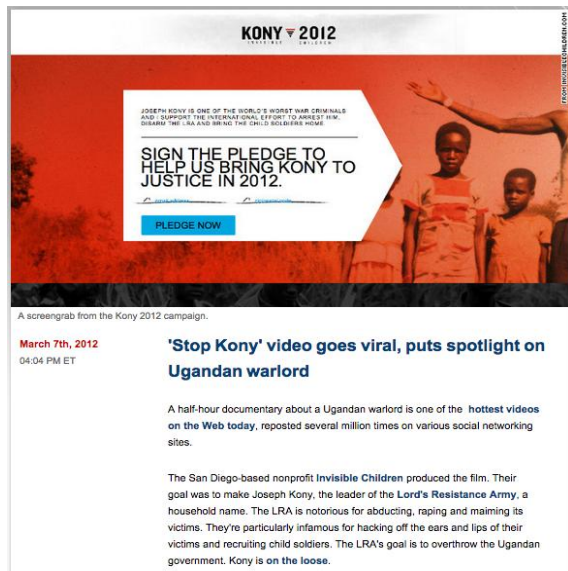 KONY 2012
INVISIBLE CHILDREN
FROM INVISIBLECHILDREN.COM
JOSEPH KONY IS ONE OF THE WORLD'S WORST WAR CRIMINALS
AND I SUPPORT THE INTERNATIONAL EFFORT TO ARREST HIM,
DISARM THE LRA AND BRING THE CHILD SOLDIERS HOME.
SIGN THE PLEDGE TO
HELP US BRING KONY TO
JUSTICE IN 2012.
PLEDGE NOW
A screengrab from the Kony 2012 campaign.
March 7th, 2012
04:04 PM ET
'Stop Kony' video goes viral, puts spotlight on
Ugandan warlord
A half-hour documentary about a Ugandan warlord is one of the hottest videos
on the Web today, reposted several million times on various social networking
sites.
The San Diego-based nonprofit Invisible Children produced the film. Their
goal was to make Joseph Kony, the leader of the Lord's Resistance Army, a
household name. The LRA is notorious for abducting, raping and maiming its
victims. They're particularly infamous for hacking off the ears and lips of their
victims and recruiting child soldiers. The LRA's goal is to overthrow the Ugandan
government. Kony is on the loose.